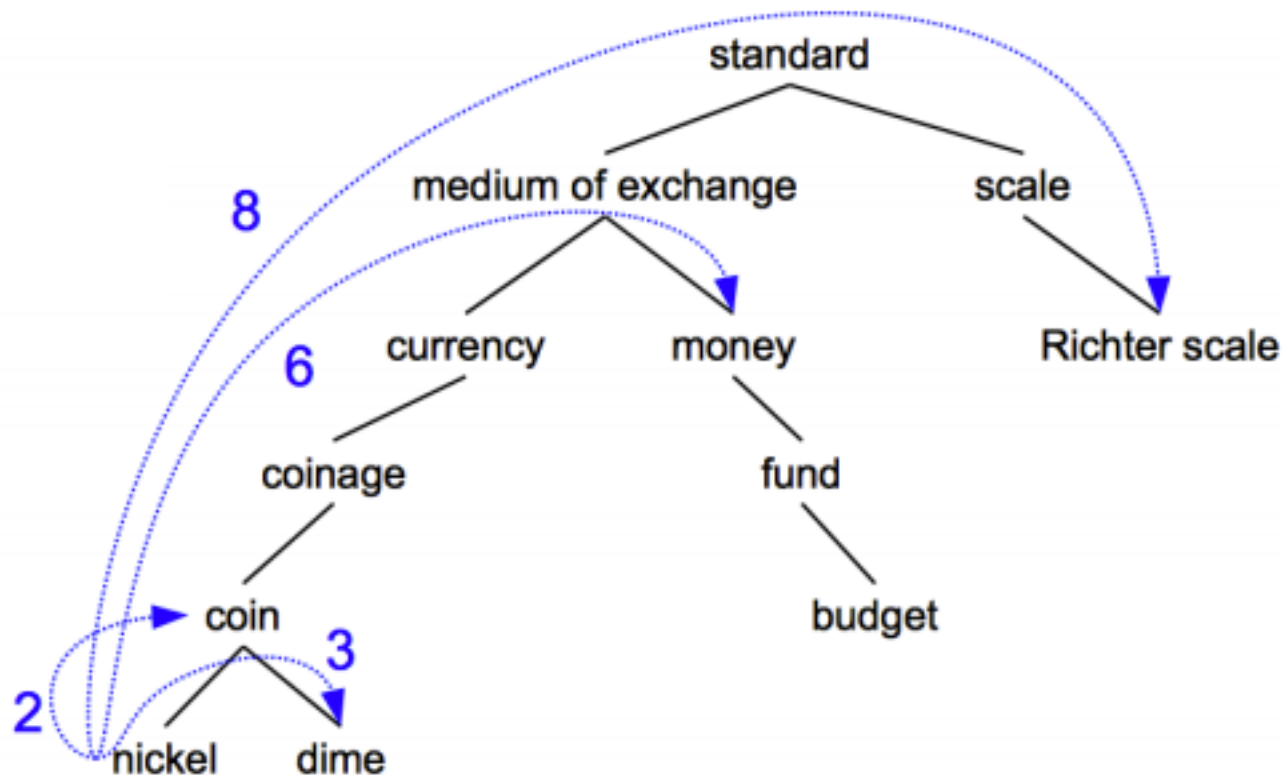 standard
8
medium of exchange
scale
6
currency
money
Richter scale
coinage
fund
coin
budget
3
2
nickel
dime